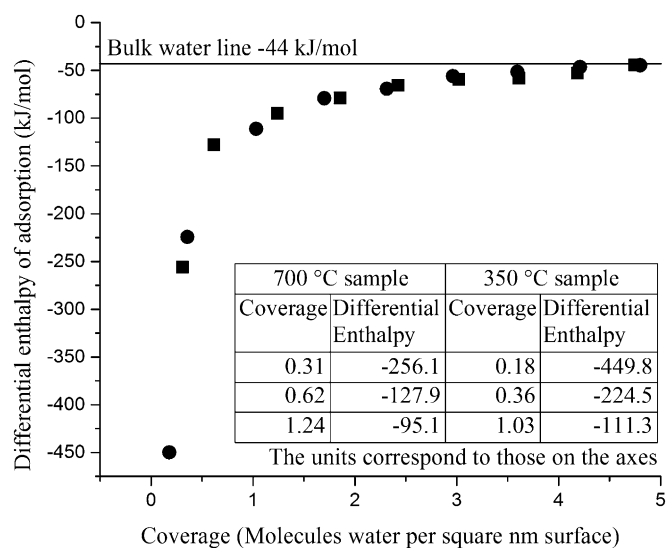 0
Bulk water line -44 kJ/mol
-50
-100
-150
-200
-250
-300
-350
-400
-450
Differential enthalpy of adsorption (kJ/mol)
700 °C sample 350 °C sample
Coverage Differential Enthalpy Coverage Differential Enthalpy
0.31 -256.1 0.18 -449.8
0.62 -127.9 0.36 -224.5
1.24 -95.1 1.03 -111.3
The units correspond to those on the axes
0 1 2 3 4 5
Coverage (Molecules water per square nm surface)